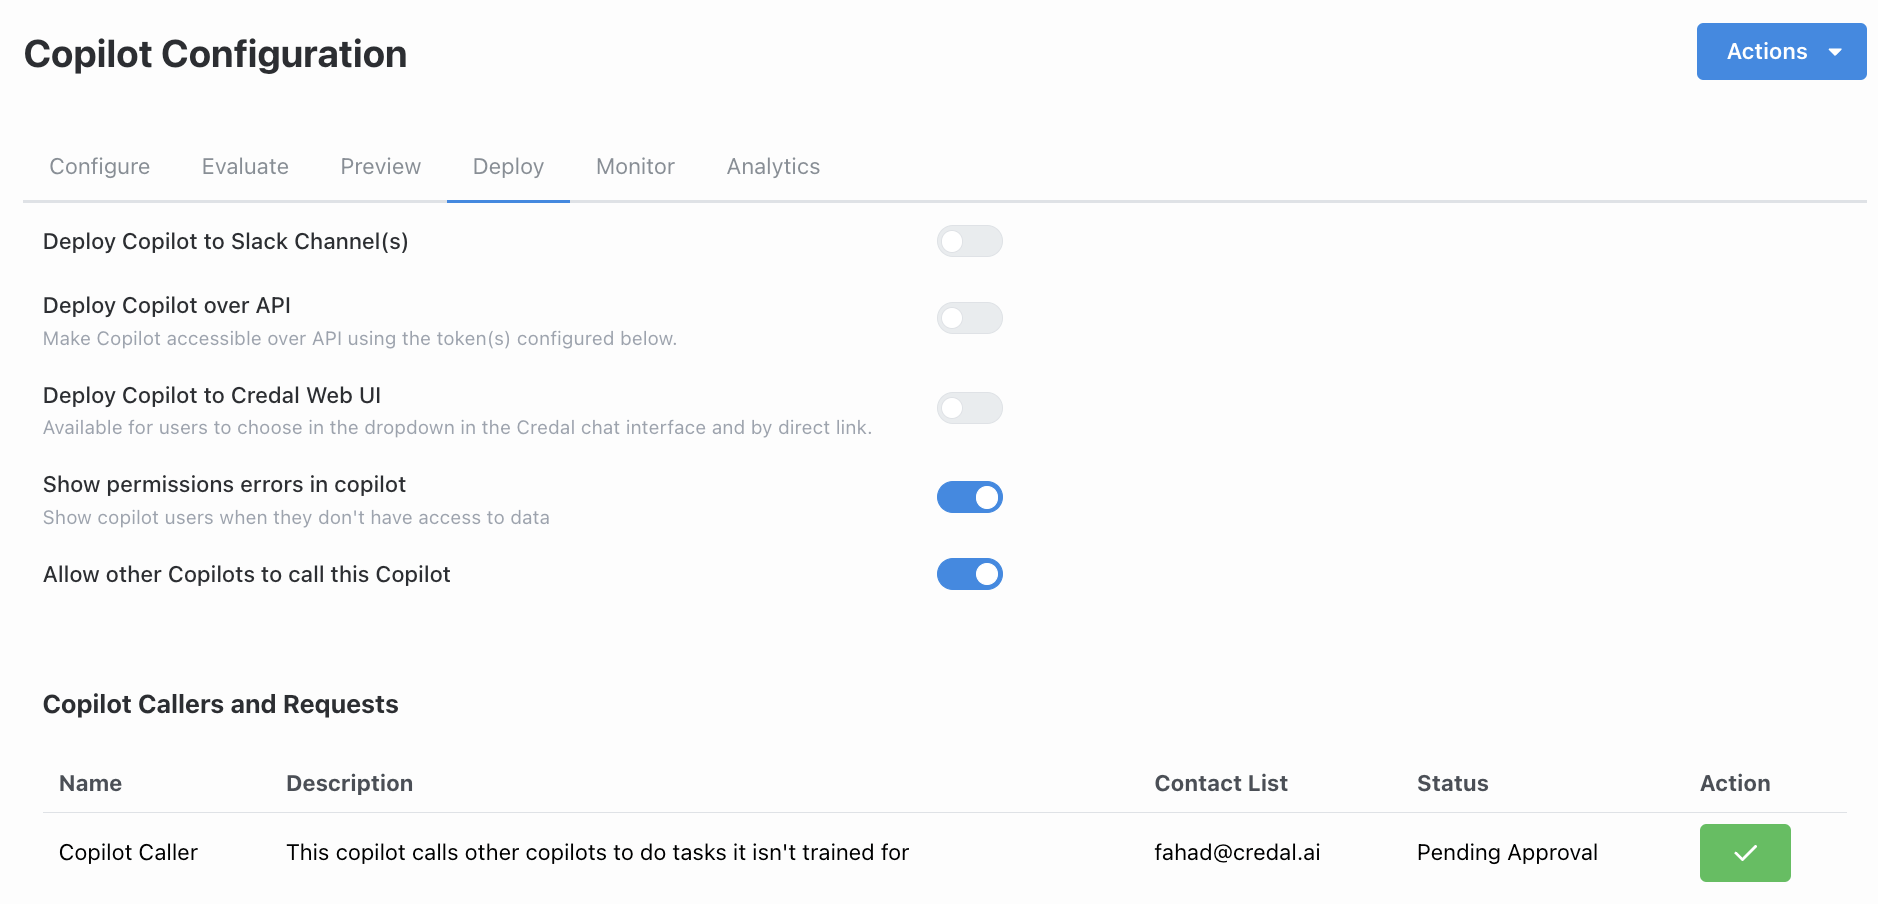 Copilot Configuration
Actions
Configure Evaluate Preview Deploy Monitor Analytics
Deploy Copilot to Slack Channel(s)
Deploy Copilot over API
Make Copilot accessible over API using the token(s) configured below.
Deploy Copilot to Credal Web UI
Available for users to choose in the dropdown in the Credal chat interface and by direct link.
Show permissions errors in copilot
Show copilot users when they don't have access to data
Allow other Copilots to call this Copilot
Copilot Callers and Requests
Name Description Contact List Status Action
Copilot Caller This copilot calls other copilots to do tasks it isn't trained for fahad@credal.ai Pending Approval